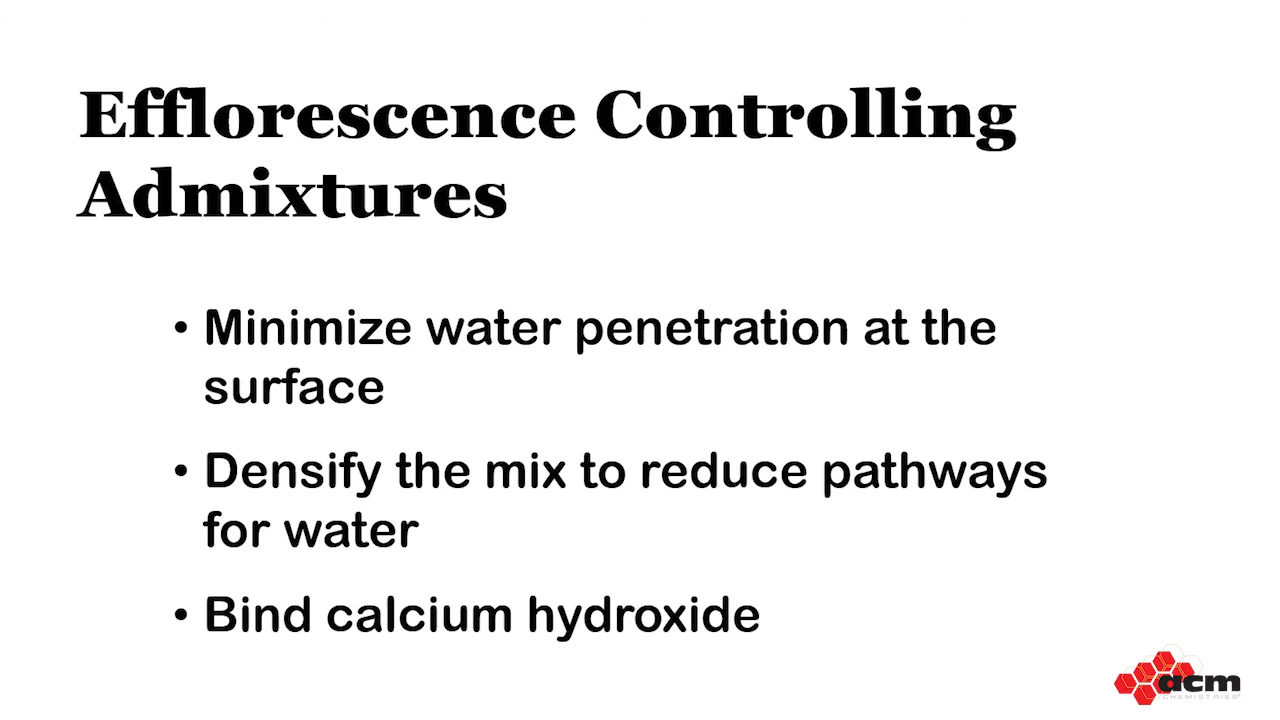 Efflorescence Controlling
Admixtures
• Minimize water penetration at the
surface
• Densify the mix to reduce pathways
for water
• Bind calcium hydroxide
acm
CHEMISTRIES